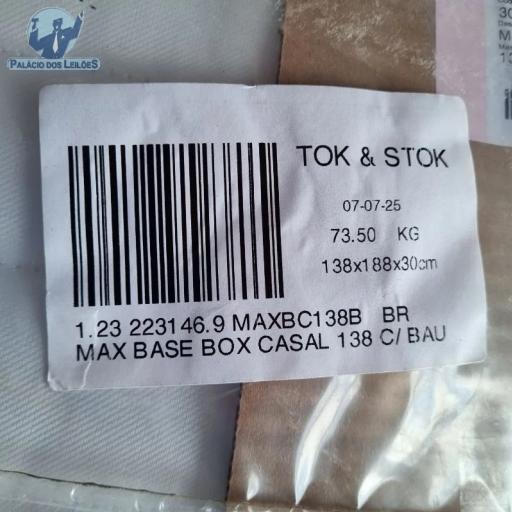 PALÁCIO DOS LEILÕES
TOK & STOK
07-07-25
73.50 KG
138x188x30cm
1.23 223146.9 MAXBC138B BR
MAX BASE BOX CASAL 138 C/ BAU